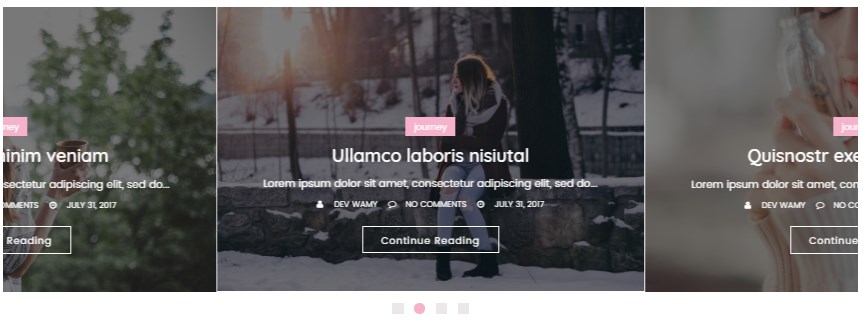 journey
Ullamco laboris nisiutal
Lorem ipsum dolor sit amet, consectetur adipiscing elit, sed do...
DEV WAMY NO COMMENTS JULY 31, 2017
Continue Reading
minim veniam
sectetur adipiscing elit, sed do...
OMMENTS JULY 31, 2017
Reading
jour
Quisnostr exe
Lorem ipsum dolor sit amet, con
DEV WAMY NO CO
Continue